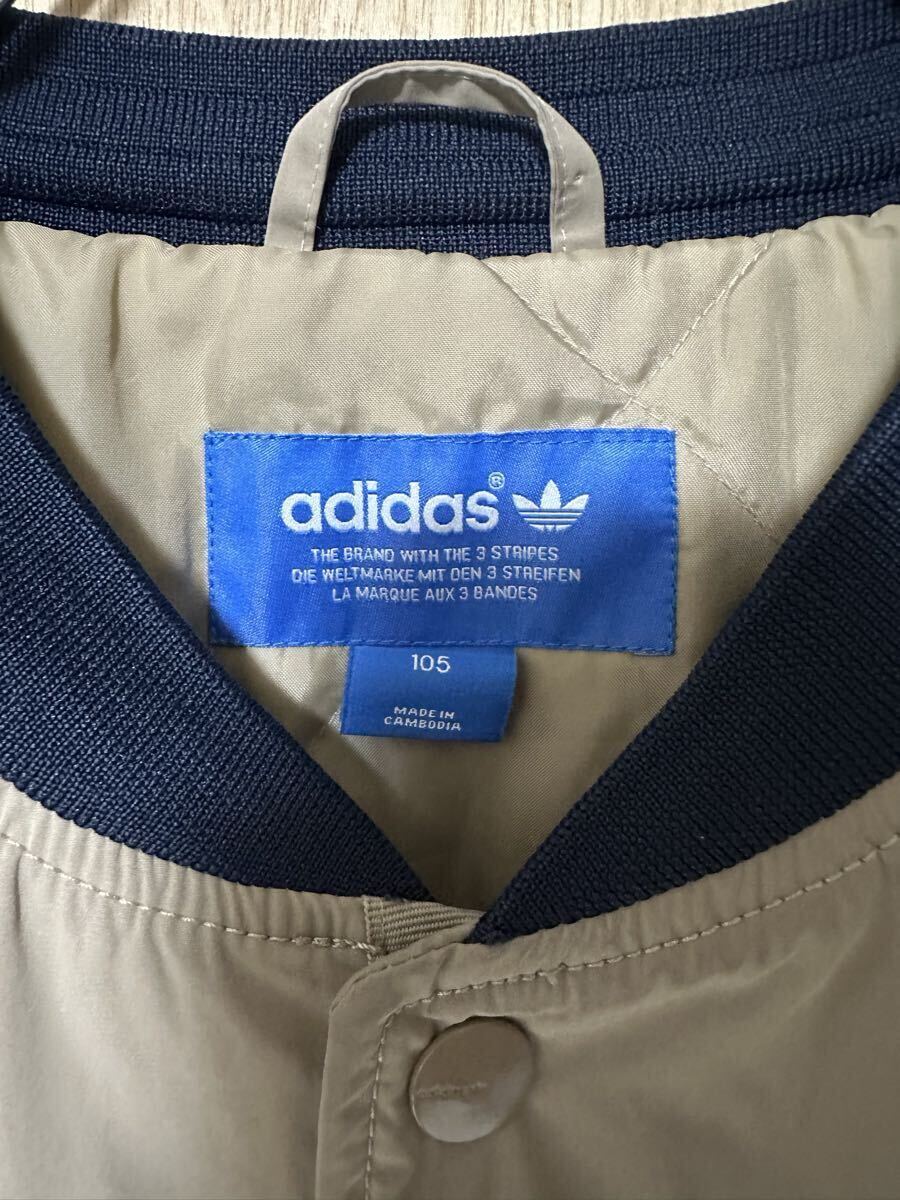 adidas®
THE BRAND WITH THE 3 STRIPES
DIE WELTMARKE MIT DEN 3 STREIFEN
LA MARQUE AUX 3 BANDES
105
MADE IN
CAMBODIA
adidas